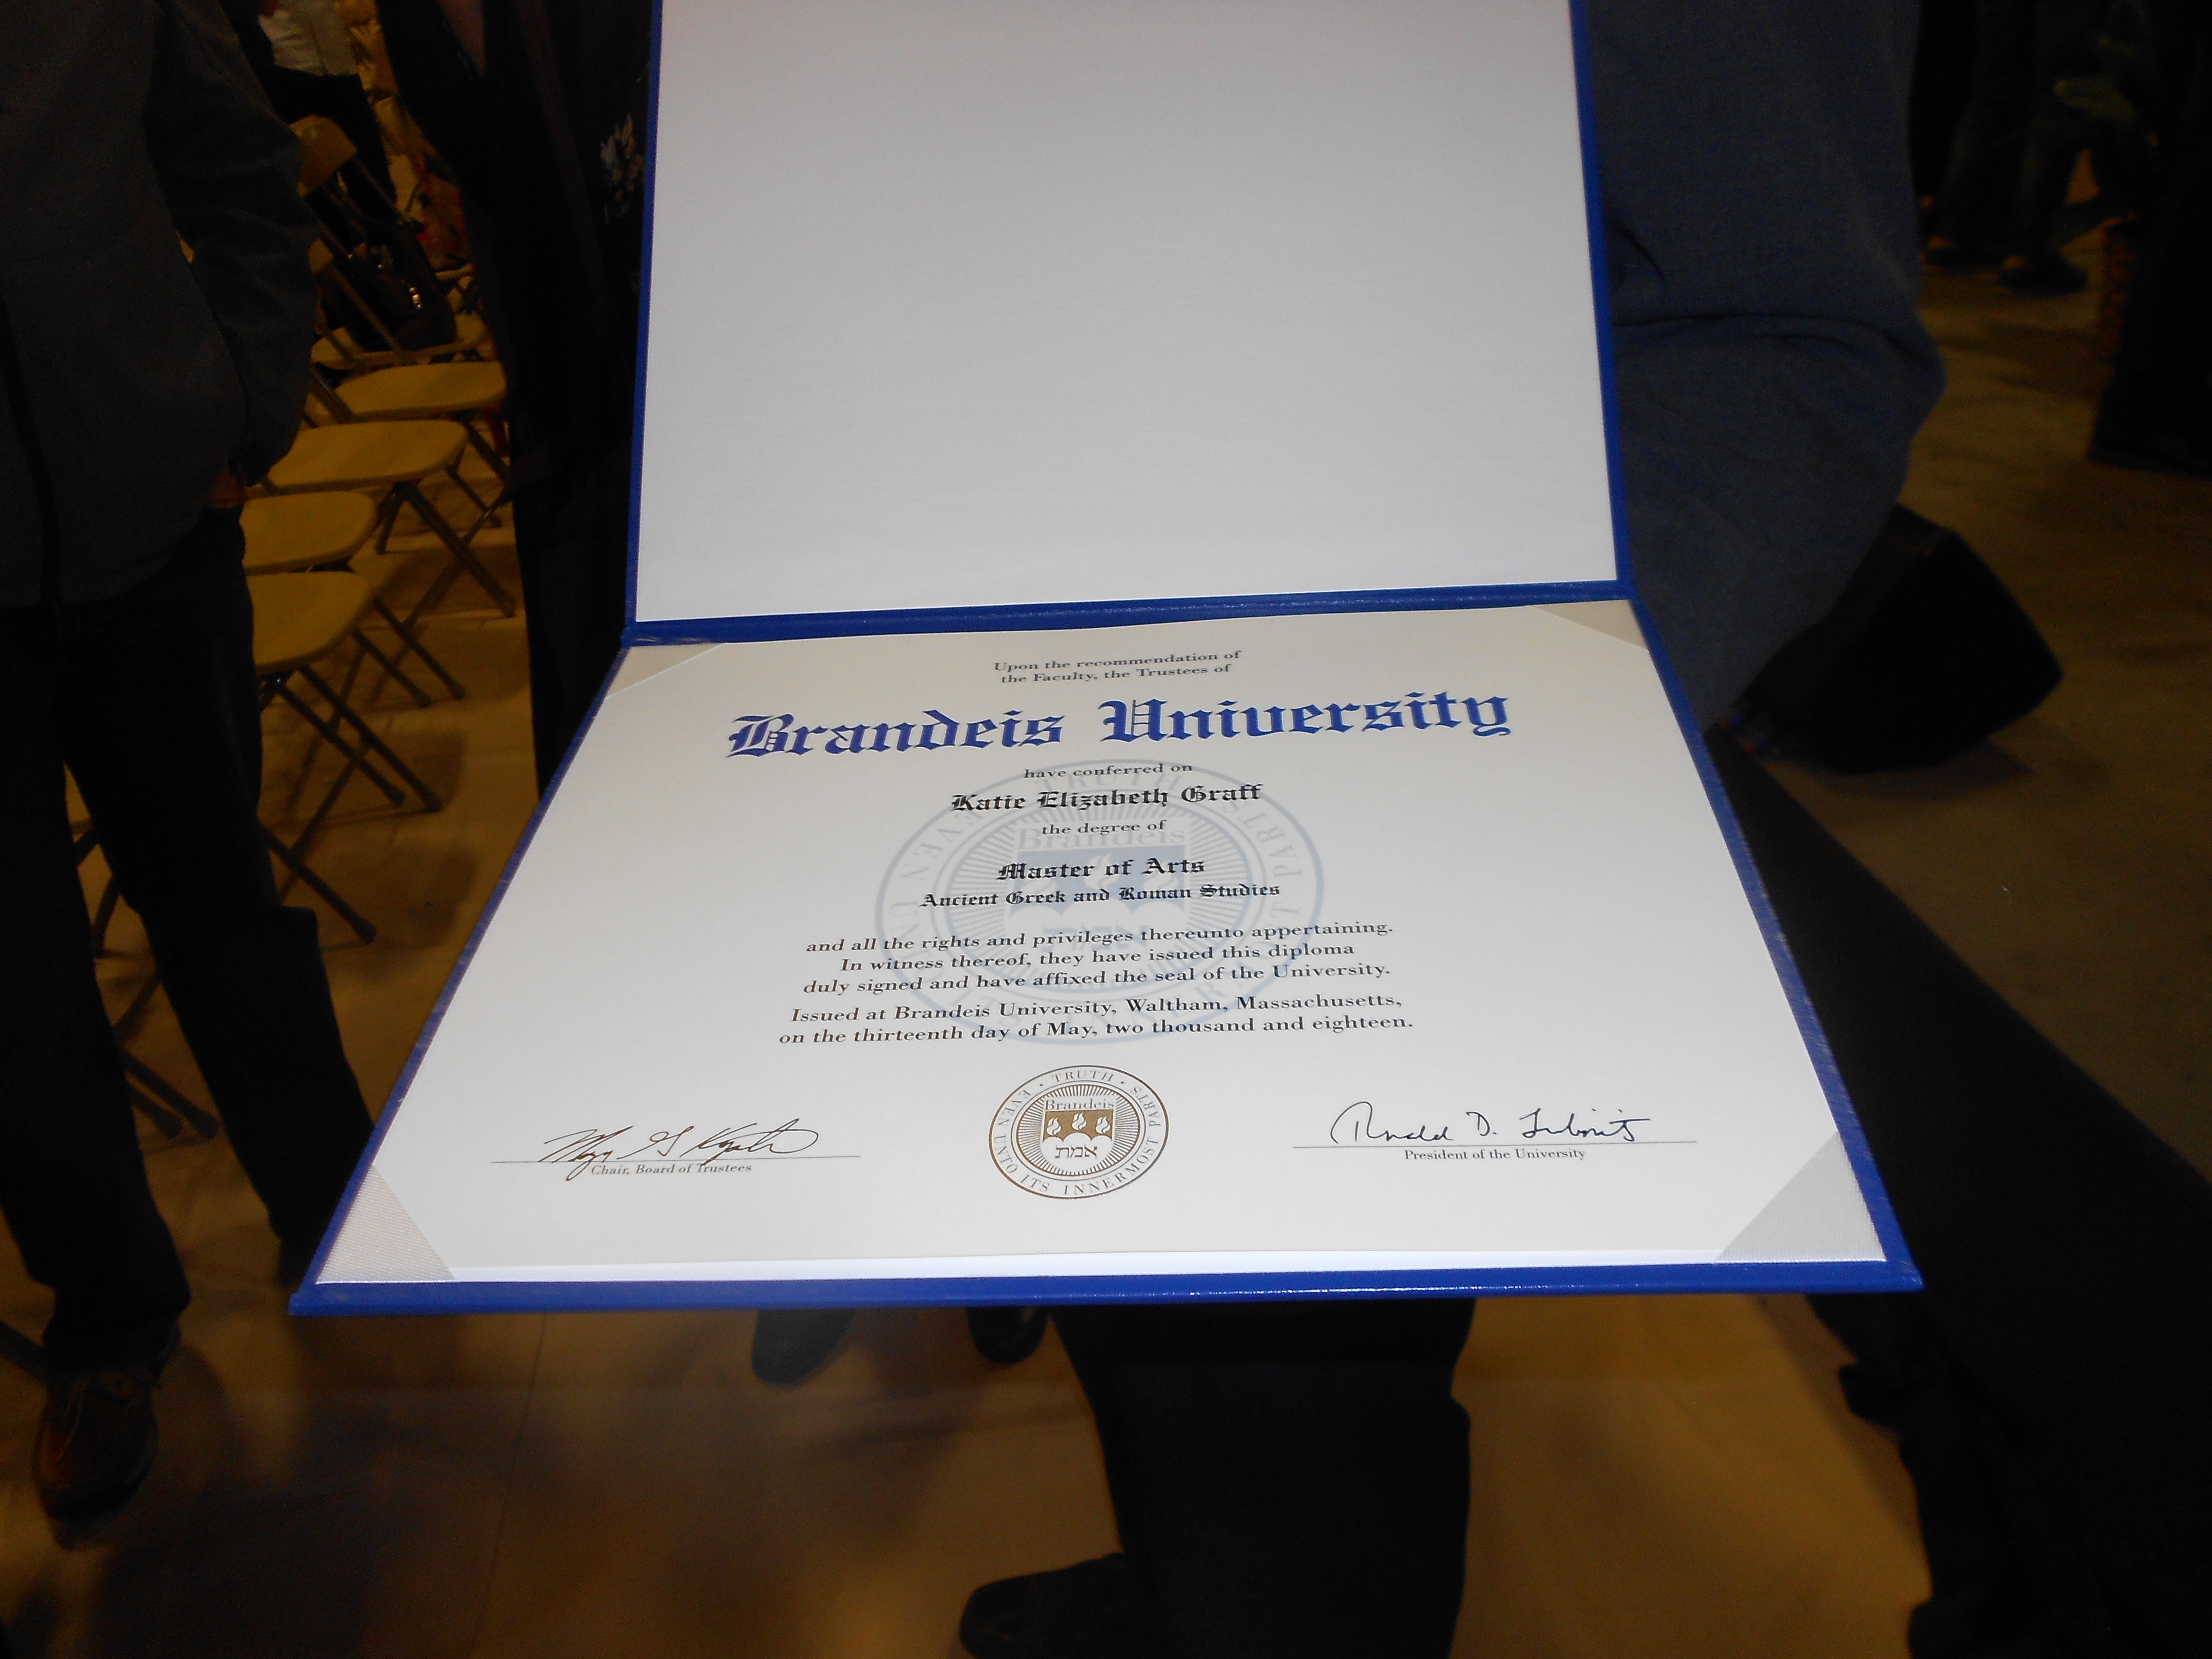 Upon the recommendation of
the Faculty, the Trustees of
Brandeis University
have conferred on
Katie Elizabeth Graff
the degree of
Master of Arts
Ancient Greek and Roman Studies
and all the rights and privileges thereunto appertaining.
In witness thereof, they have issued this diploma
duly signed and have affixed the seal of the University.
Issued at Brandeis University, Waltham, Massachusetts,
on the thirteenth day of May, two thousand and eighteen.
Chair, Board of Trustees
TRUTH · EVEN UNTO ITS INNERMOST PARTS ·
Brandeis
אמת
Ronald D.
President of the University